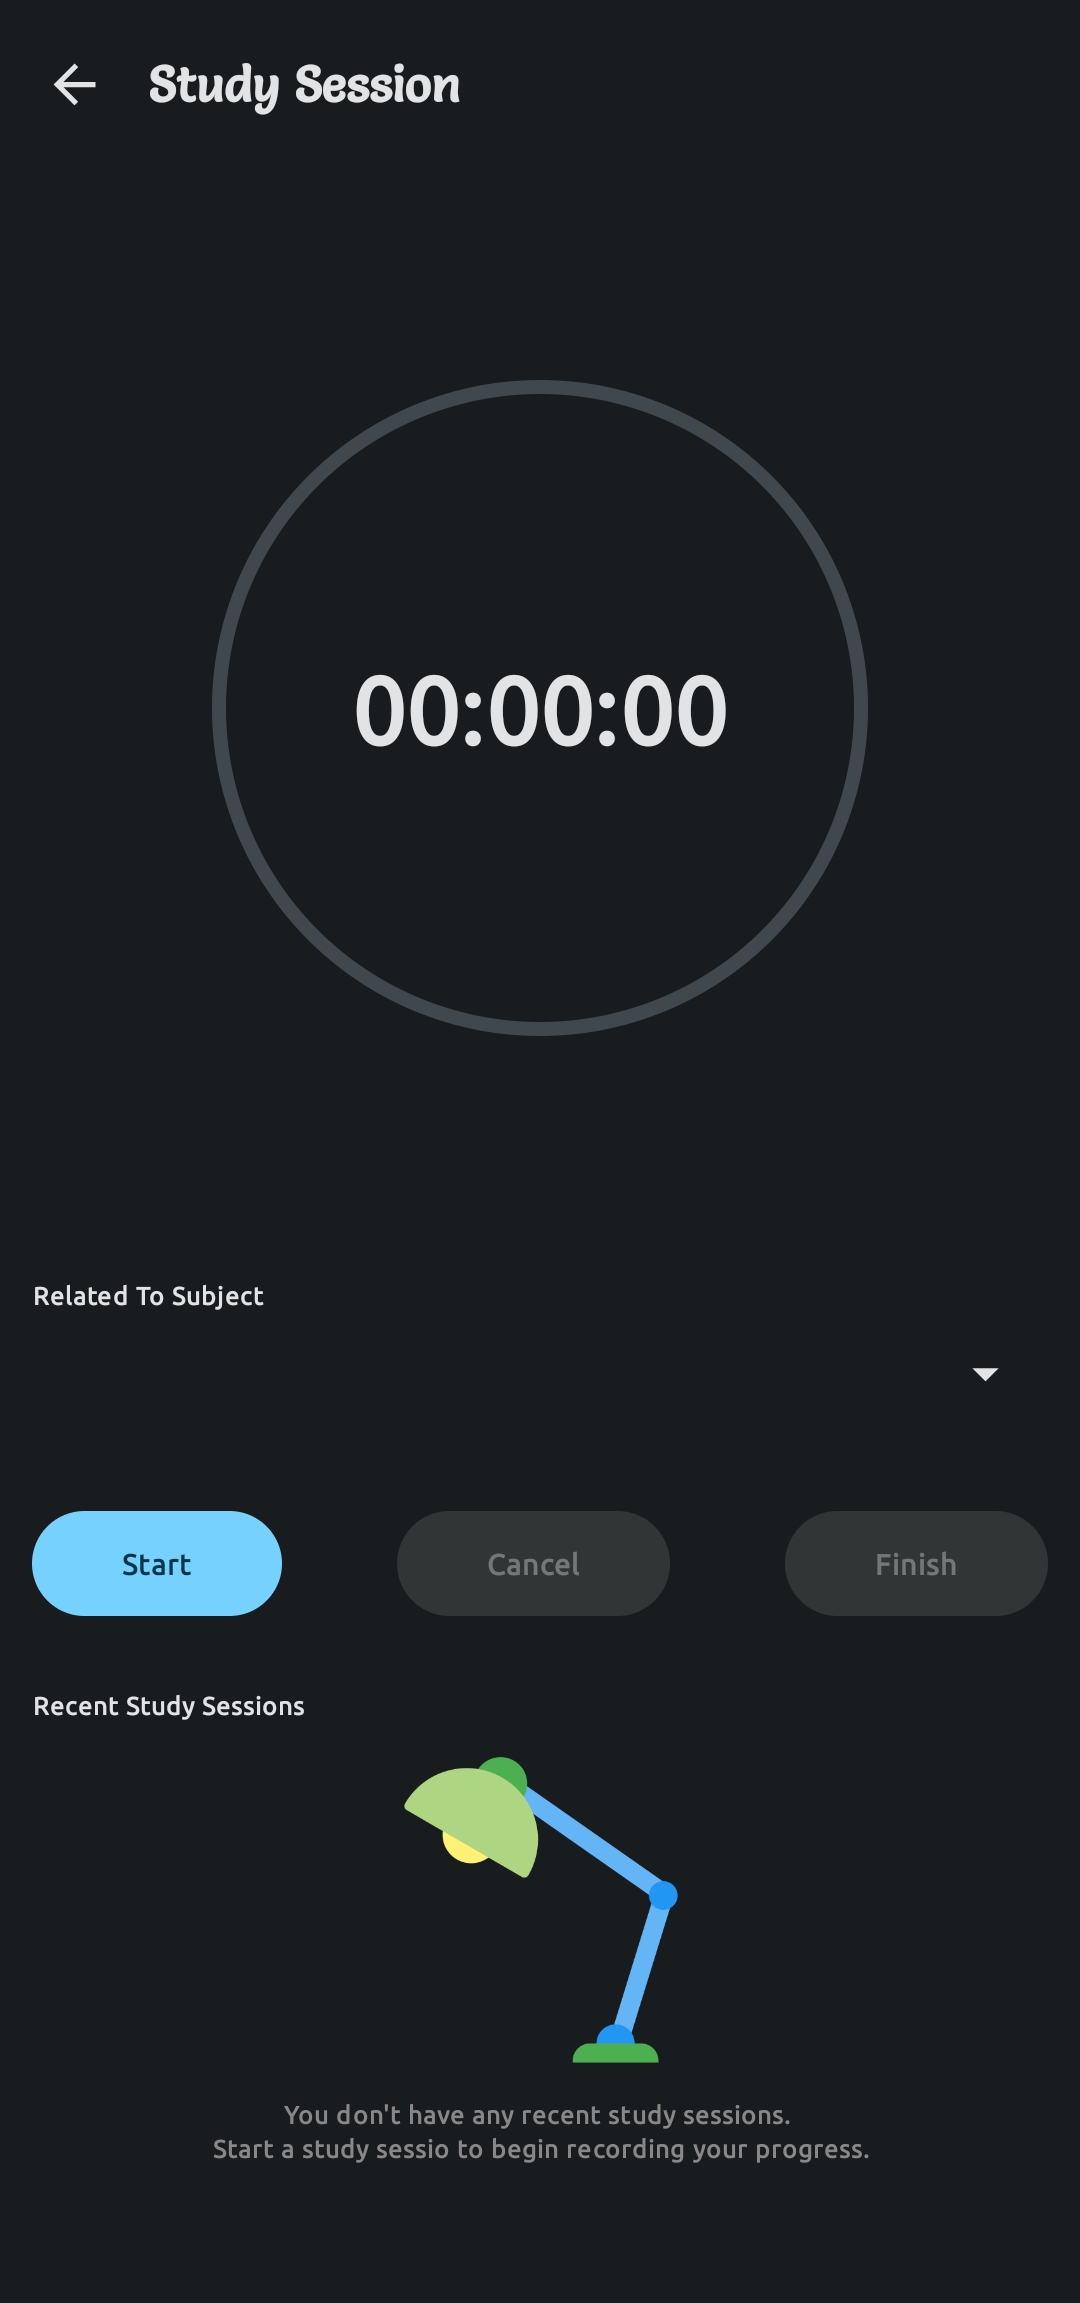 Study Session
00:00:00
Related To Subject
Start
Cancel
Finish
Recent Study Sessions
You don't have any recent study sessions.
Start a study sessio to begin recording your progress.